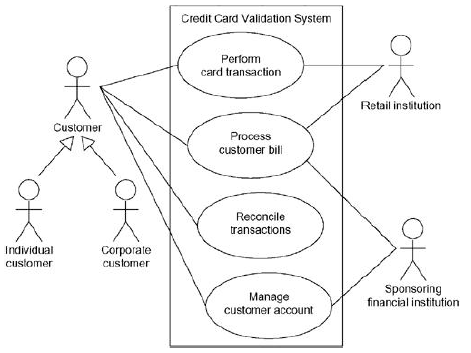 Credit Card Validation System
Perform
card transaction
Customer
Retail institution
Process
customer bill
Individual
customer
Corporate
customer
Reconcile
transactions
Manage
customer account
Sponsoring
financial institution